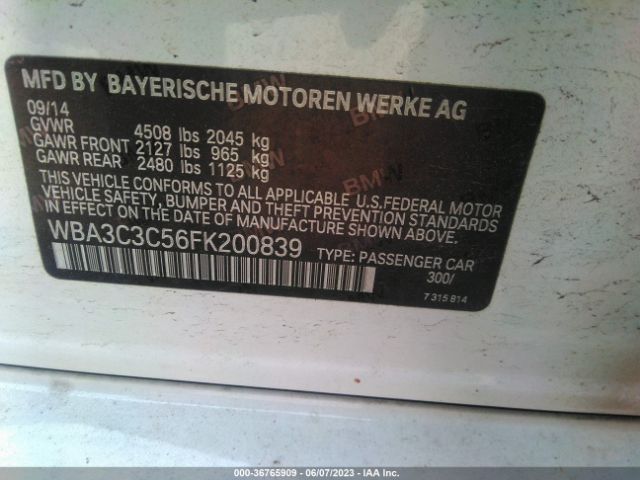 MFD BY BAYERISCHE MOTOREN WERKE AG
09/14
GVWR 4508 lbs 2045 kg
GAWR FRONT 2127 lbs 965 kg
GAWR REAR 2480 lbs 1125 kg
THIS VEHICLE CONFORMS TO ALL APPLICABLE U.S.FEDERAL MOTOR
VEHICLE SAFETY, BUMPER AND THEFT PREVENTION STANDARDS
IN EFFECT ON THE DATE OF MANUFACTURE SHOWN ABOVE.
WBA3C3C56FK200839
TYPE: PASSENGER CAR
300/
7 315 814
000-36765909 - 06/07/2023 - IAA Inc.